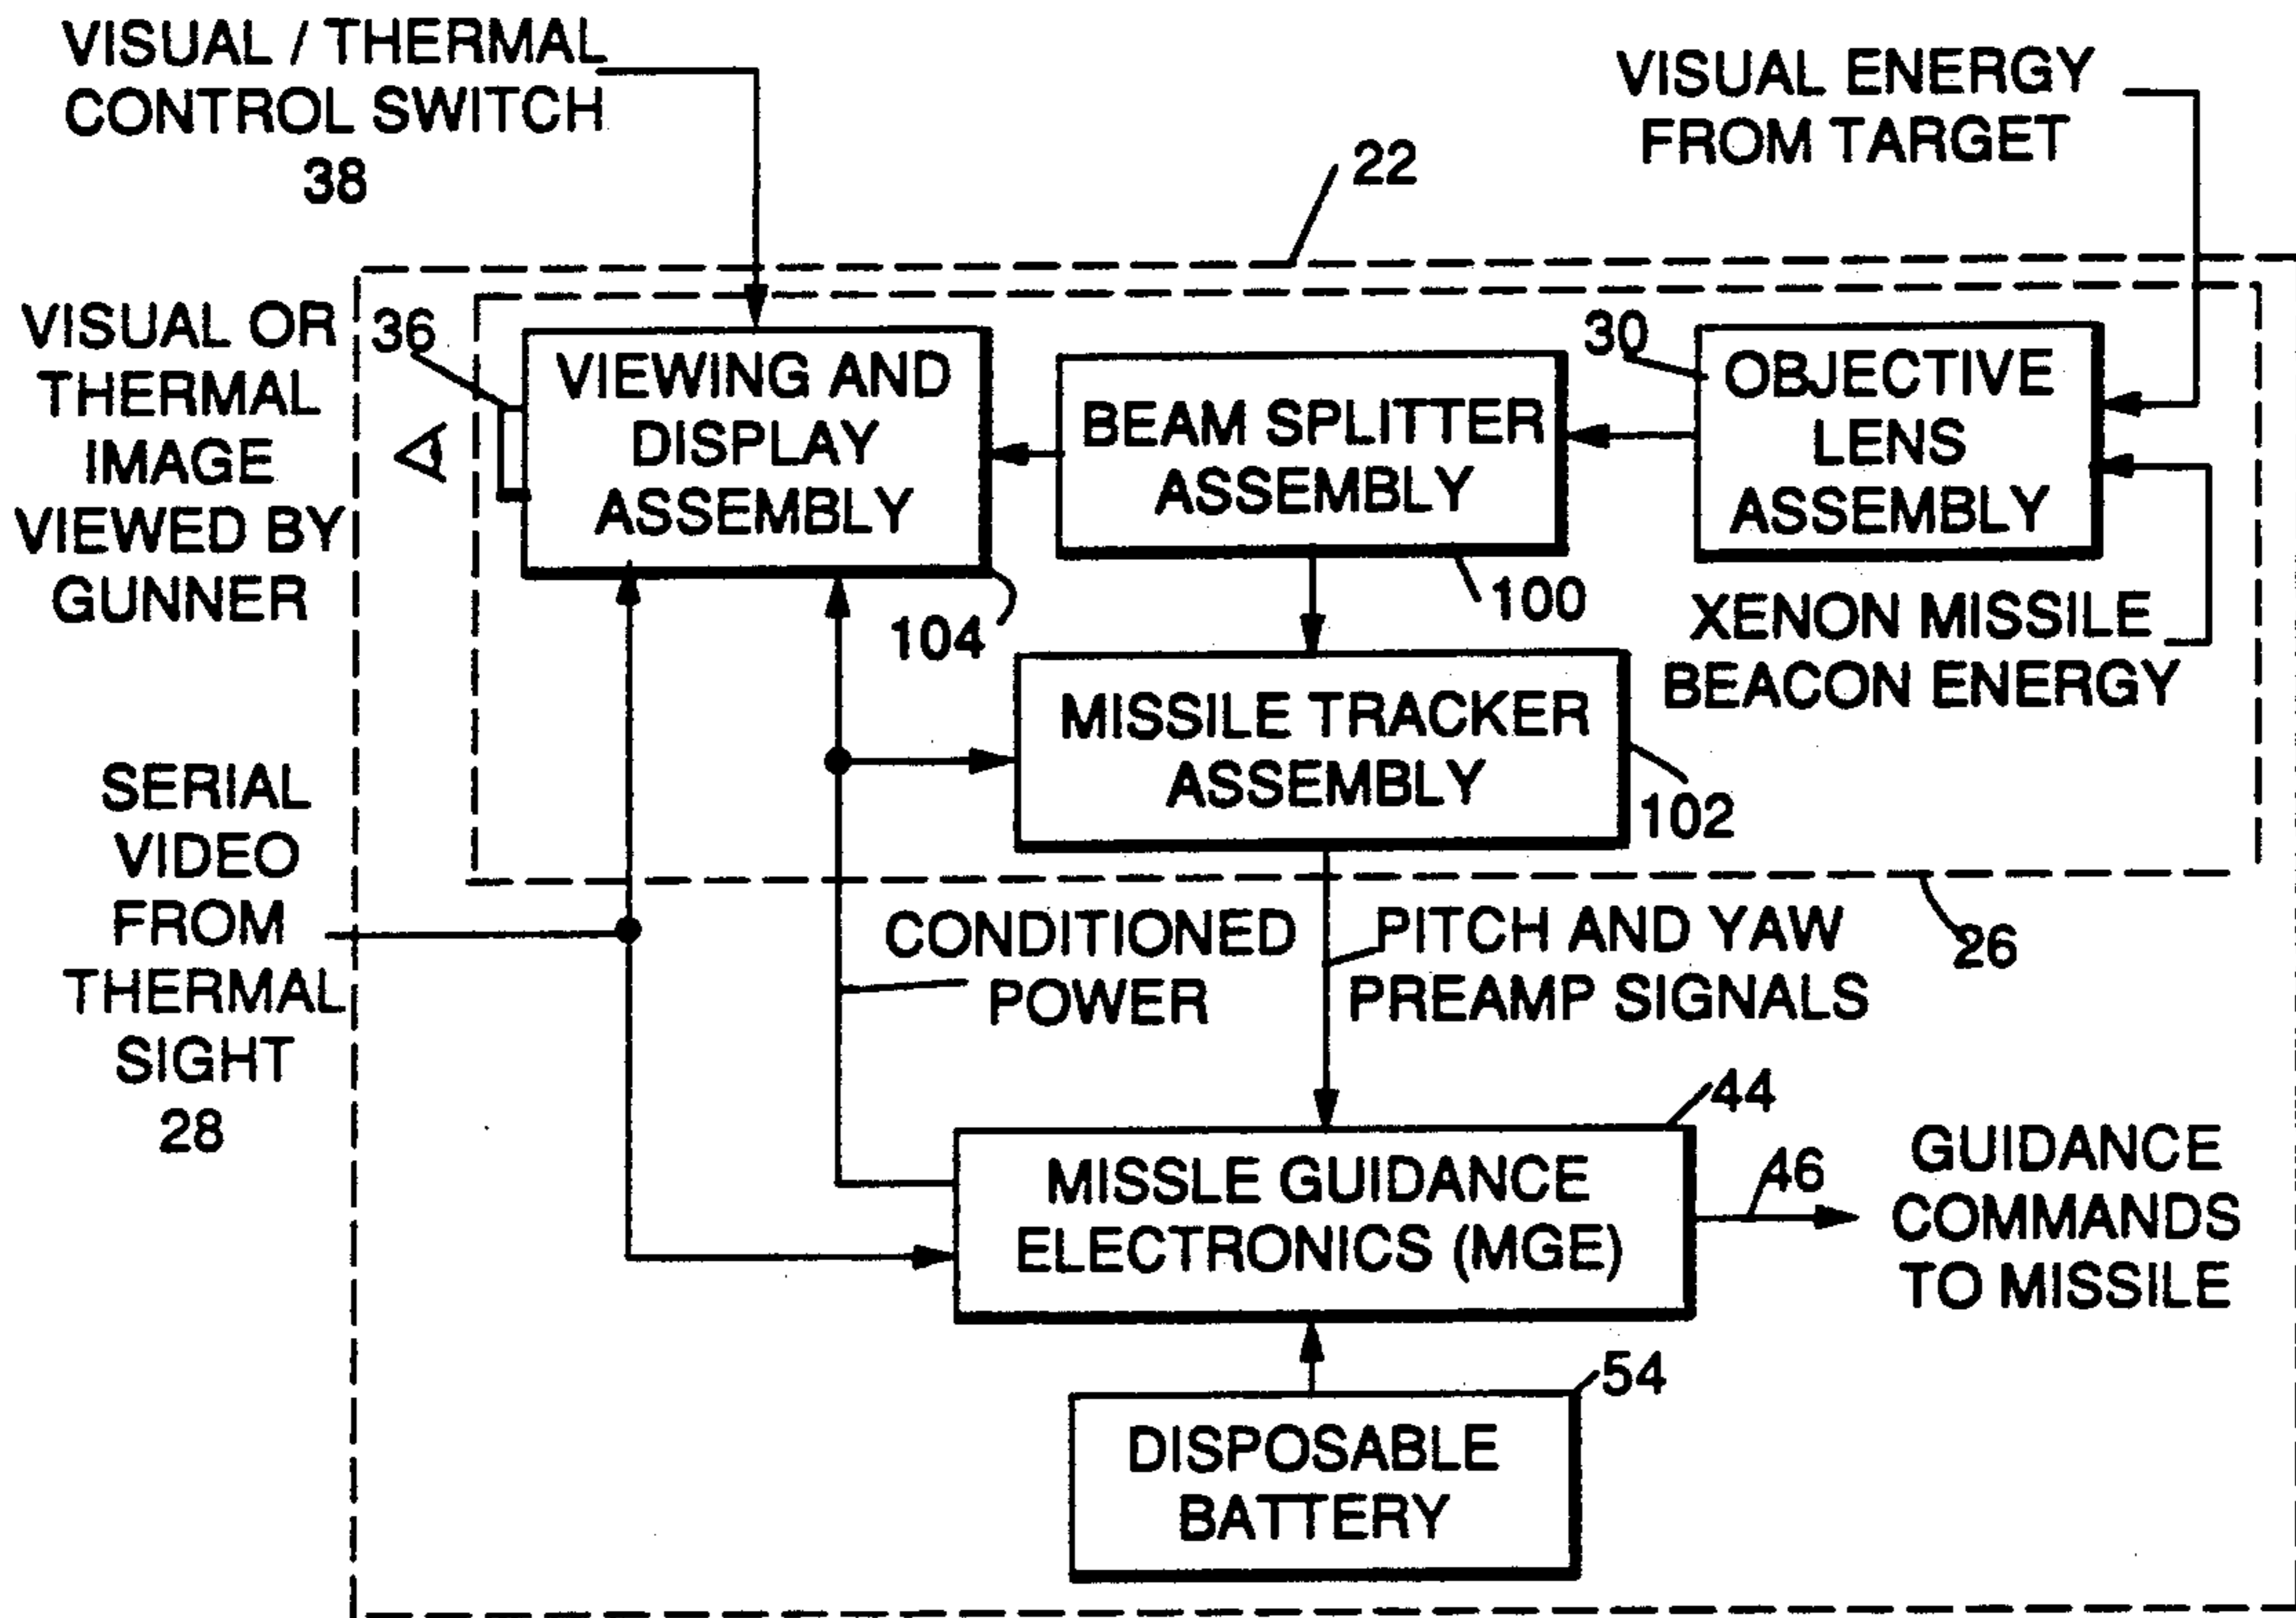 VISUAL / THERMAL
CONTROL SWITCH
38
VISUAL ENERGY
FROM TARGET
22
VISUAL OR
THERMAL
IMAGE
VIEWED BY
GUNNER
36
VIEWING AND
DISPLAY
ASSEMBLY
104
BEAM SPLITTER
ASSEMBLY
100
30
OBJECTIVE
LENS
ASSEMBLY
XENON MISSILE
BEACON ENERGY
MISSILE TRACKER
ASSEMBLY
102
SERIAL
VIDEO
FROM
THERMAL
SIGHT
28
CONDITIONED
POWER
PITCH AND YAW
PREAMP SIGNALS
26
44
MISSLE GUIDANCE
ELECTRONICS (MGE)
46
GUIDANCE
COMMANDS
TO MISSILE
54
DISPOSABLE
BATTERY